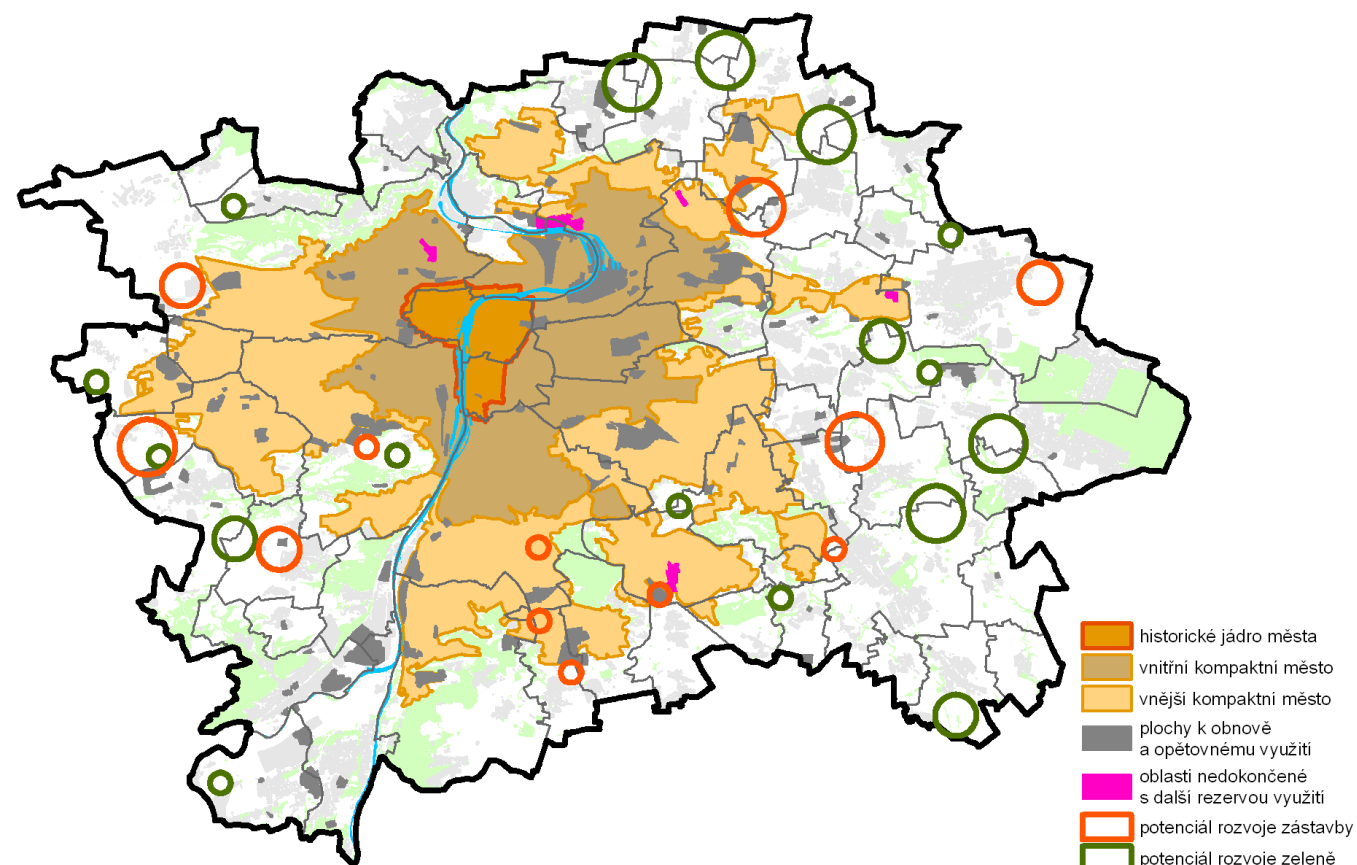 historické jádro města
vnitřní kompaktní město
vnější kompaktní město
plochy k obnově
a opětovnému využití
oblasti nedokončené
s další rezervou využití
potenciál rozvoje zástavby
potenciál rozvoje zeleně